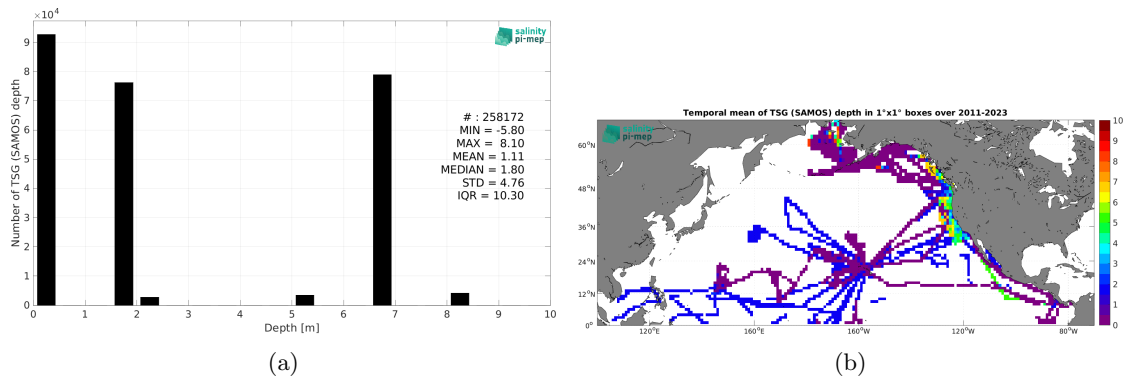 ×10⁴
9
8
7
6
5
4
3
2
1
0
Number of TSG (SAMOS) depth
salinity
pi-mep
# : 258172
MIN = -5.80
MAX = 8.10
MEAN = 1.11
MEDIAN = 1.80
STD = 4.76
IQR = 10.30
0 1 2 3 4 5 6 7 8 9 10
Depth [m]
(a)
Temporal mean of TSG (SAMOS) depth in 1°x1° boxes over 2011-2023
salinity
pi-mep
60°N
48°N
36°N
24°N
12°N
0°
120°E 160°E 160°W 120°W 80°W
10
9
8
7
6
5
4
3
2
1
0
(b)